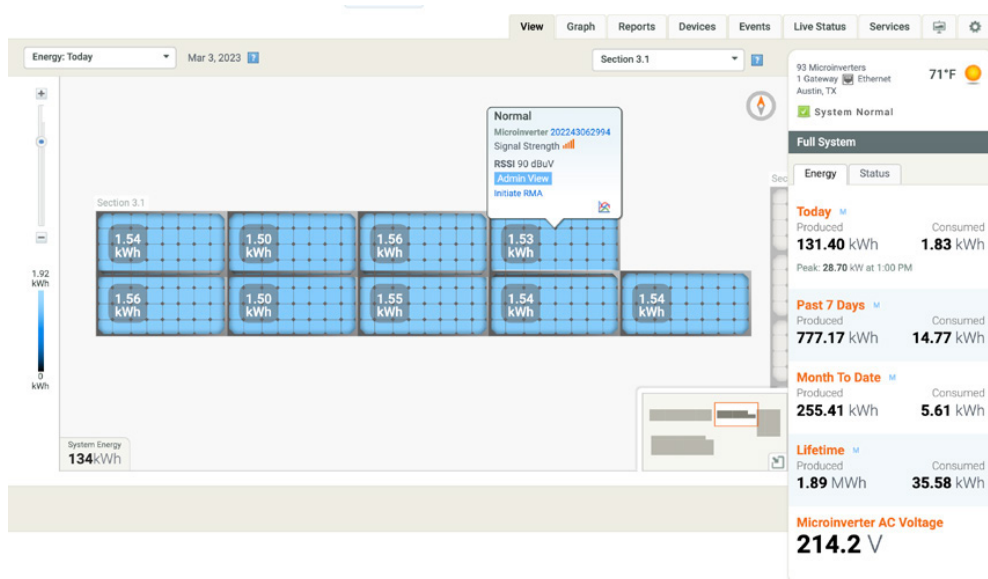 View Graph Reports Devices Events Live Status Services
Energy: Today
Mar 3, 2023 ?
Section 3.1
?
93 Microinverters
1 Gateway Ethernet
Austin, TX
71°F
System Normal
Full System
Energy Status
Today M
Produced Consumed
131.40 kWh 1.83 kWh
Peak: 28.70 kW at 1:00 PM
Past 7 Days M
Produced Consumed
777.17 kWh 14.77 kWh
Month To Date M
Produced Consumed
255.41 kWh 5.61 kWh
Lifetime M
Produced Consumed
1.89 MWh 35.58 kWh
Microinverter AC Voltage
214.2 V
Normal
Microinverter 202243062994
Signal Strength
RSSI 90 dBuV
Admin View
Initiate RMA
Sec
Section 3.1
1.54 kWh
1.50 kWh
1.56 kWh
1.53 kWh
1.56 kWh
1.50 kWh
1.55 kWh
1.54 kWh
1.54 kWh
1.92
kWh
0
kWh
System Energy
134kWh